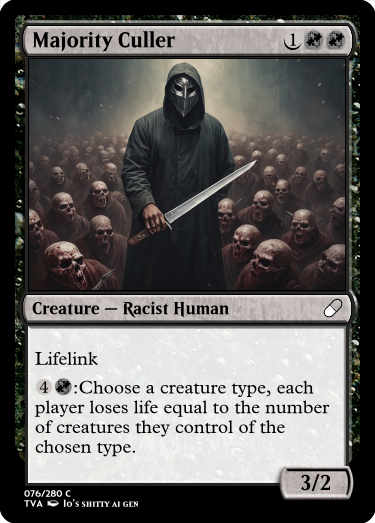 Majority Culler 1
Creature — Racist Human
Lifelink
4 :Choose a creature type, each
player loses life equal to the number
of creatures they control of the
chosen type.
3/2
076/280 C
TVA Io's shitty ai gen